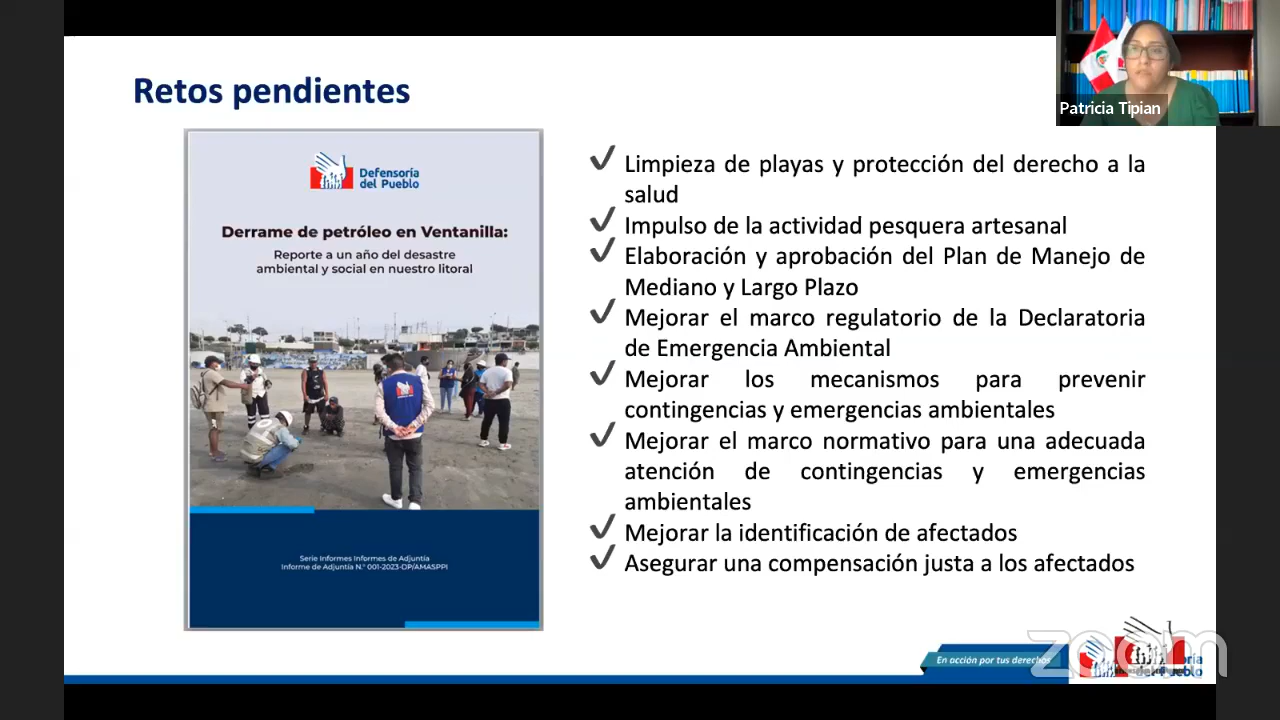 Retos pendientes
Patricia Tipian
Defensoría
del Pueblo
Derrame de petróleo en Ventanilla:
Reporte a un año del desastre
ambiental y social en nuestro litoral
Serie Informes Informes de Adjuntía
Informe de Adjuntía N.° 001-2023-DP/AMASPPI
Limpieza de playas y protección del derecho a la
salud
Impulso de la actividad pesquera artesanal
Elaboración y aprobación del Plan de Manejo de
Mediano y Largo Plazo
Mejorar el marco regulatorio de la Declaratoria
de Emergencia Ambiental
Mejorar los mecanismos para prevenir
contingencias y emergencias ambientales
Mejorar el marco normativo para una adecuada
atención de contingencias y emergencias
ambientales
Mejorar la identificación de afectados
Asegurar una compensación justa a los afectados
En acción por tus derechos
zoom
del Pueblo